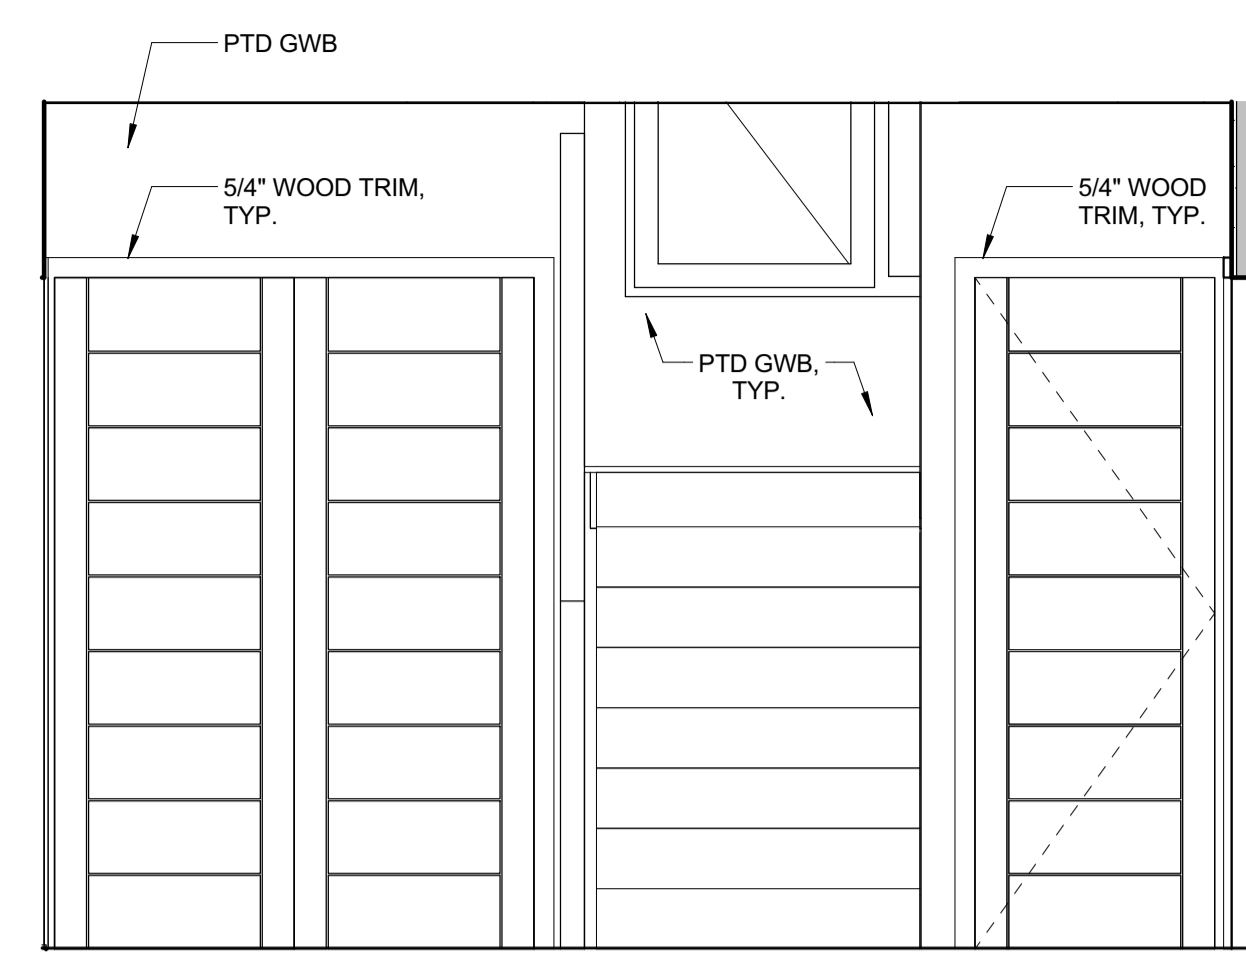 PTD GWB
5/4" WOOD TRIM,
TYP.
5/4" WOOD
TRIM, TYP.
PTD GWB,
TYP.